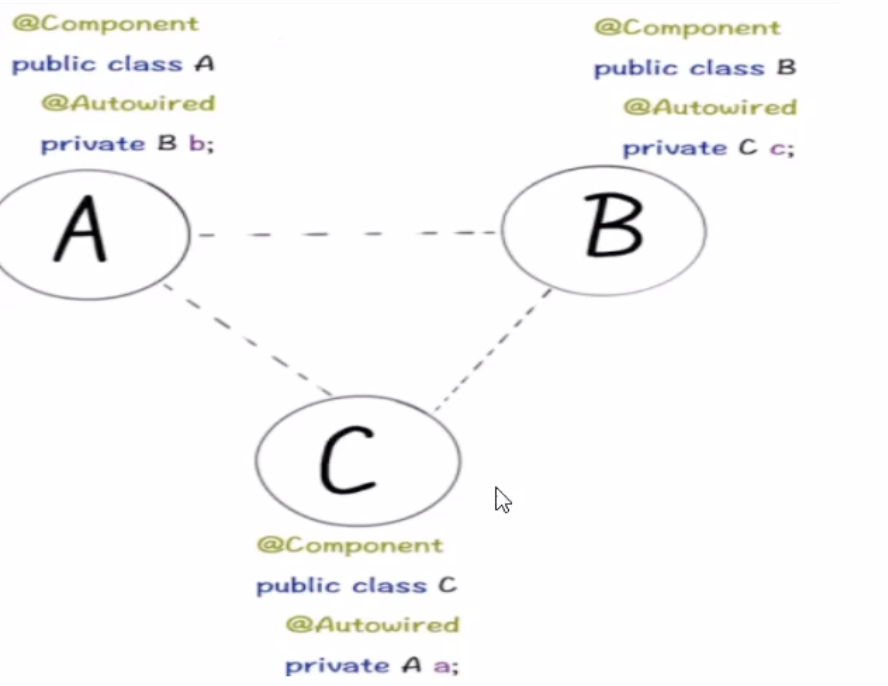 @Component
public class A
@Autowired
private B b;
@Component
public class B
@Autowired
private C c;
A
B
C
@Component
public class C
@Autowired
private A a;